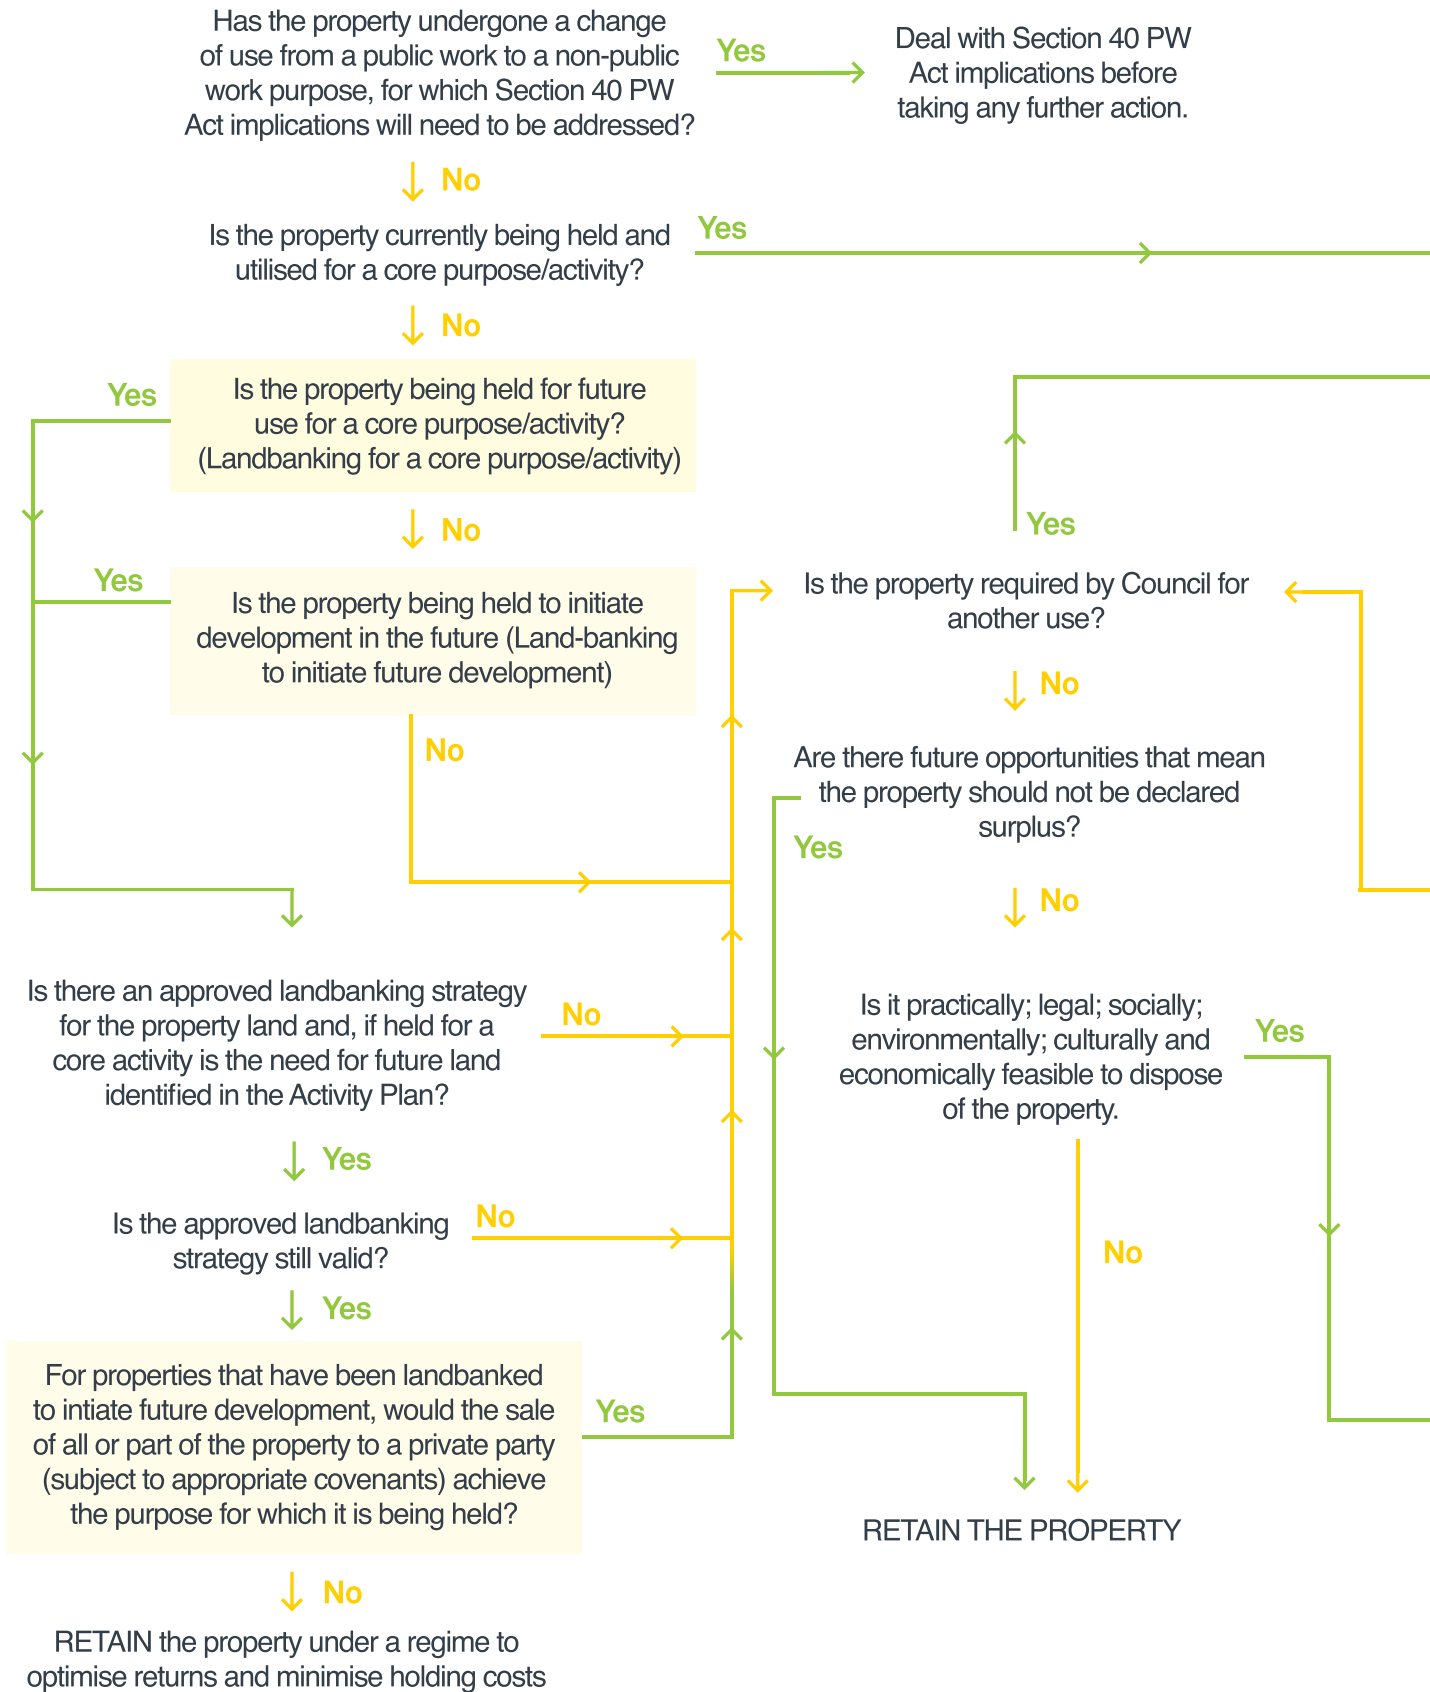 Has the property undergone a change
of use from a public work to a non-public
work purpose, for which Section 40 PW
Act implications will need to be addressed?
Yes
Deal with Section 40 PW
Act implications before
taking any further action.
No
Is the property currently being held and
utilised for a core purpose/activity?
Yes
No
Is the property being held for future
use for a core purpose/activity?
(Landbanking for a core purpose/activity)
Yes
No
Is the property being held to initiate
development in the future (Land-banking
to initiate future development)
Yes
No
Is there an approved landbanking strategy
for the property land and, if held for a
core activity is the need for future land
identified in the Activity Plan?
No
Yes
Is the approved landbanking
strategy still valid?
No
Yes
For properties that have been landbanked
to intiate future development, would the sale
of all or part of the property to a private party
(subject to appropriate covenants) achieve
the purpose for which it is being held?
Yes
No
RETAIN the property under a regime to
optimise returns and minimise holding costs
Yes
Is the property required by Council for
another use?
No
Are there future opportunities that mean
the property should not be declared
surplus?
Yes
No
Is it practically; legal; socially;
environmentally; culturally and
economically feasible to dispose
of the property.
Yes
No
RETAIN THE PROPERTY